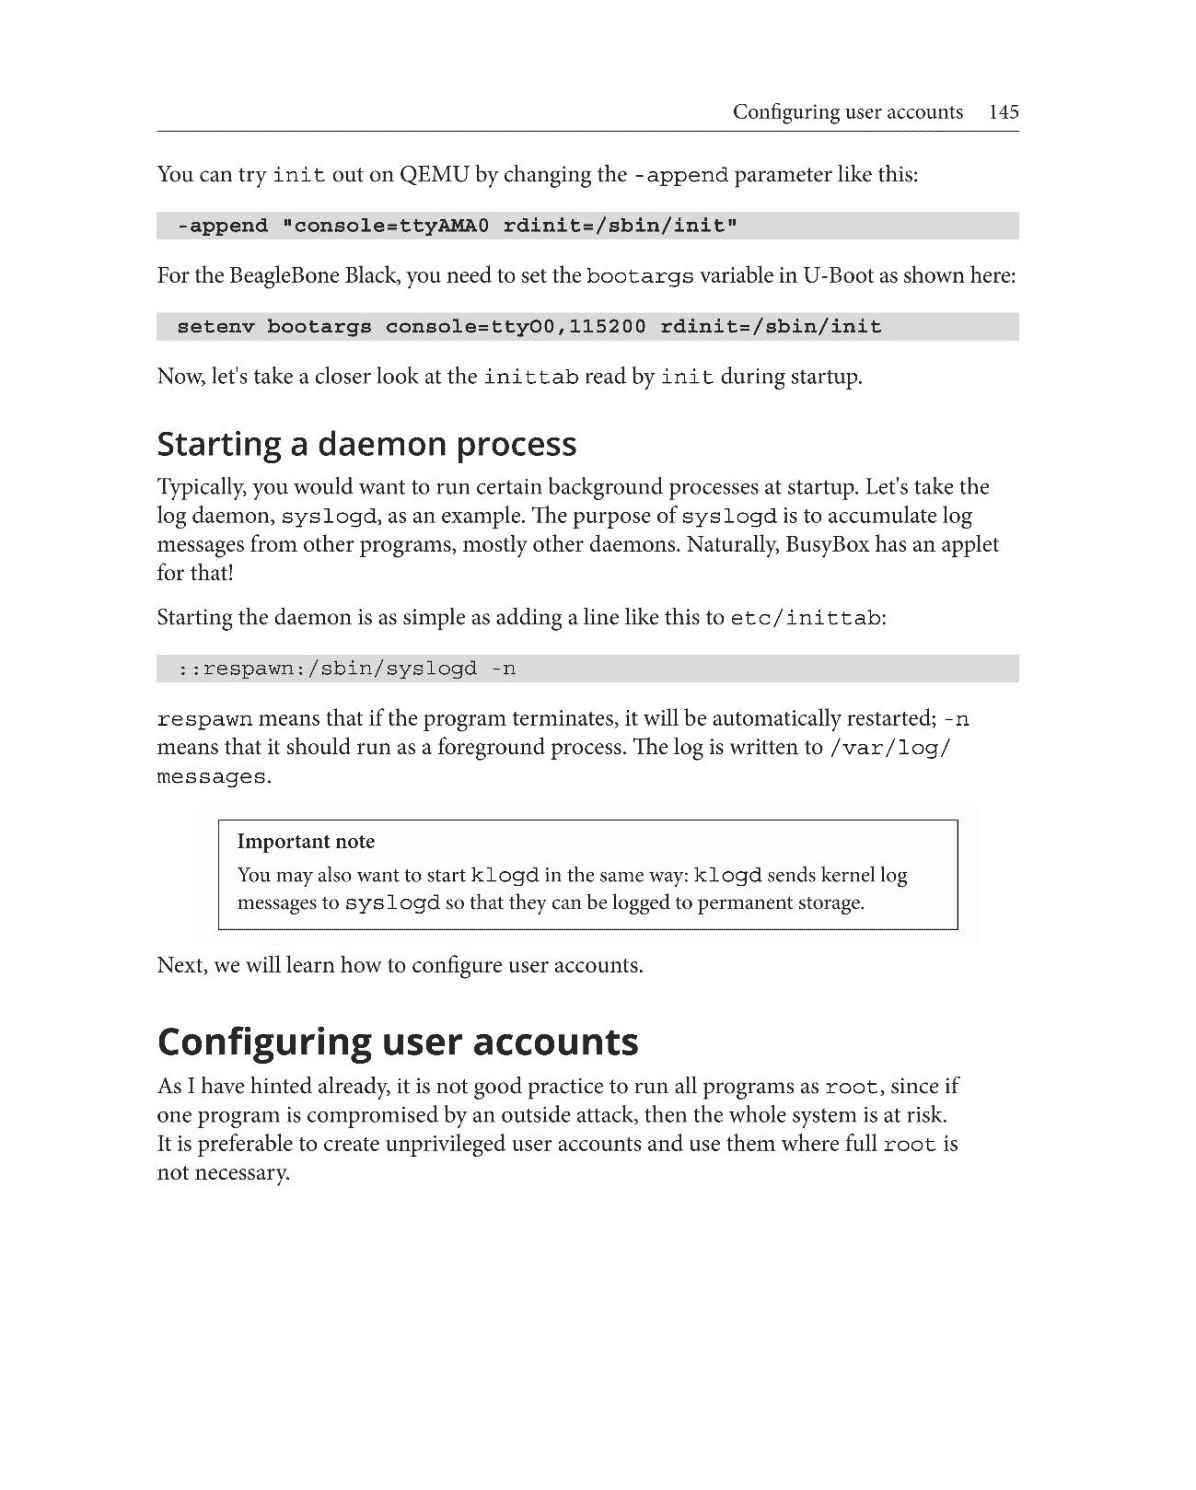 Configuring user accounts 145
You can try init out on QEMU by changing the -append parameter like this:
-append "console=ttyAMA0 rdinit=/sbin/init"
For the BeagleBone Black, you need to set the bootargs variable in U-Boot as shown here:
setenv bootargs console=ttyO0,115200 rdinit=/sbin/init
Now, let's take a closer look at the inittab read by init during startup.
Starting a daemon process
Typically, you would want to run certain background processes at startup. Let's take the
log daemon, syslogd, as an example. The purpose of syslogd is to accumulate log
messages from other programs, mostly other daemons. Naturally, BusyBox has an applet
for that!
Starting the daemon is as simple as adding a line like this to etc/inittab:
::respawn:/sbin/syslogd -n
respawn means that if the program terminates, it will be automatically restarted; -n
means that it should run as a foreground process. The log is written to /var/log/
messages.
Important note
You may also want to start klogd in the same way: klogd sends kernel log
messages to syslogd so that they can be logged to permanent storage.
Next, we will learn how to configure user accounts.
Configuring user accounts
As I have hinted already, it is not good practice to run all programs as root, since if
one program is compromised by an outside attack, then the whole system is at risk.
It is preferable to create unprivileged user accounts and use them where full root is
not necessary.